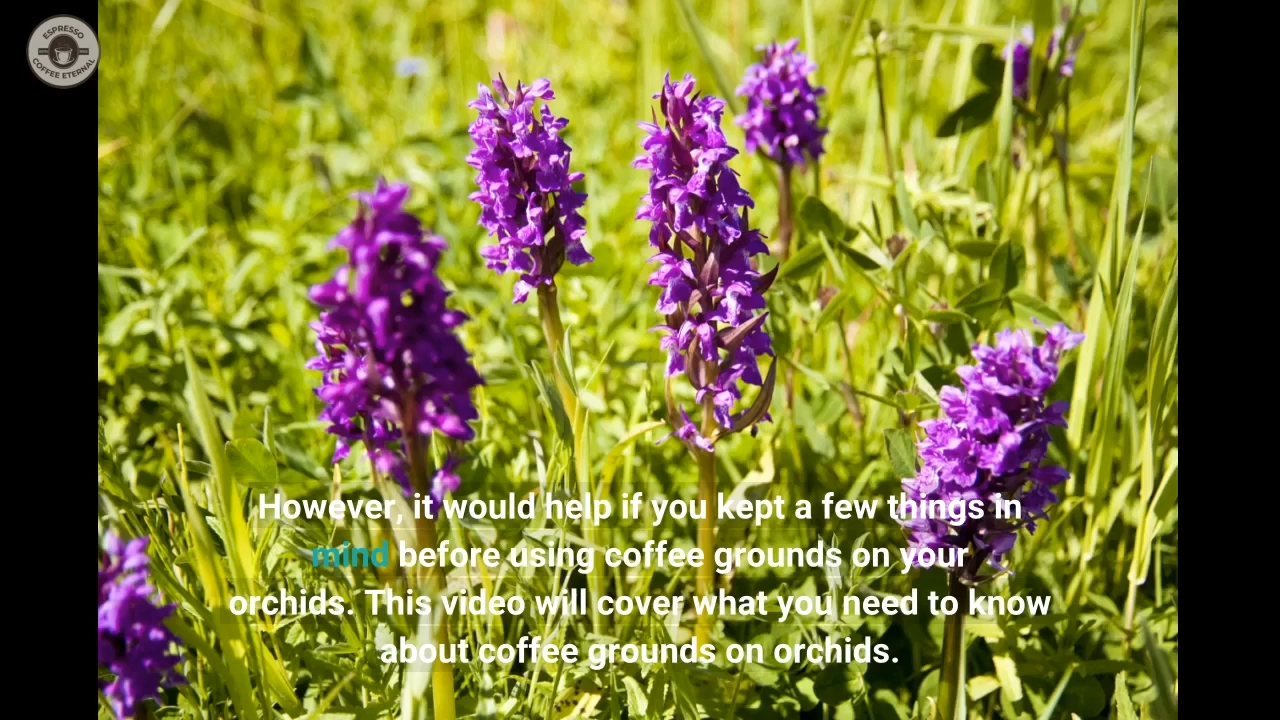 ESPRESSO
COFFEE ETERNAL
However, it would help if you kept a few things in
mind before using coffee grounds on your
orchids. This video will cover what you need to know
about coffee grounds on orchids.